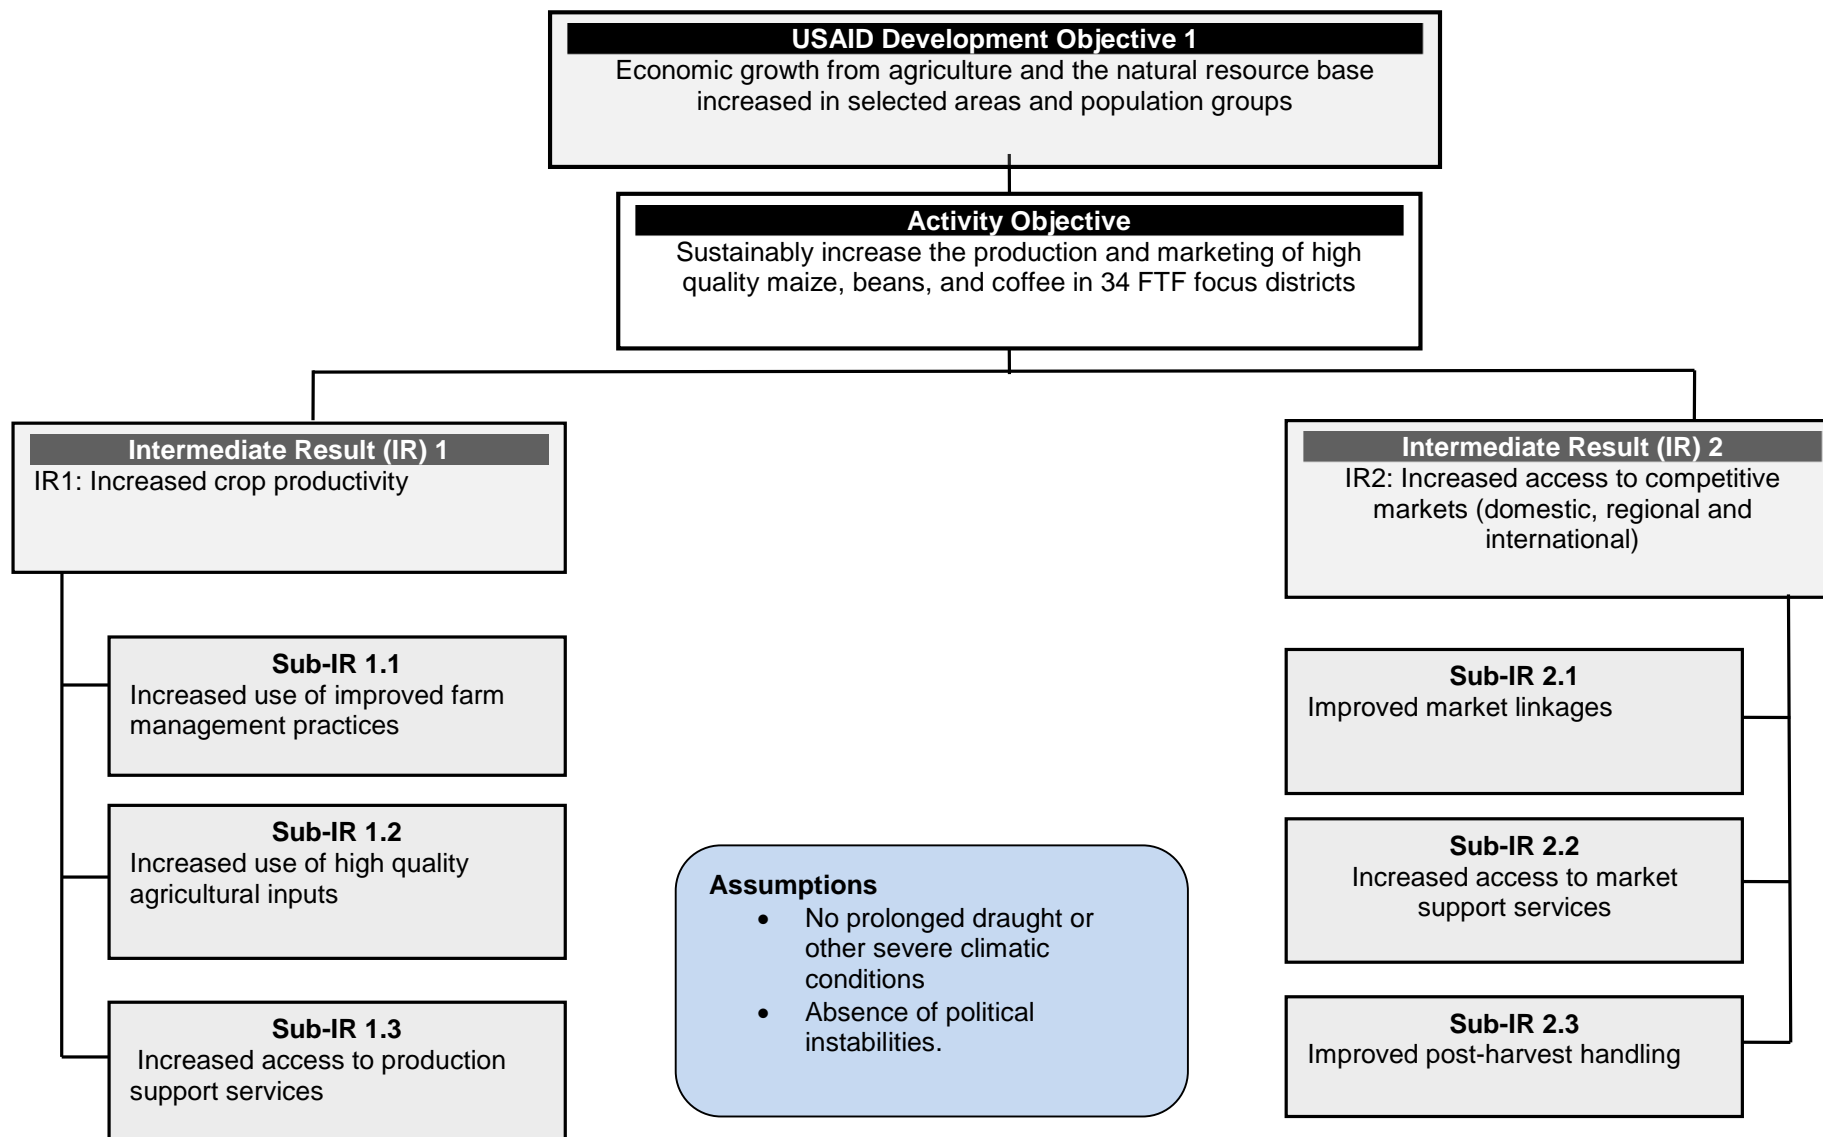 USAID Development Objective 1
Economic growth from agriculture and the natural resource base
increased in selected areas and population groups
Activity Objective
Sustainably increase the production and marketing of high
quality maize, beans, and coffee in 34 FTF focus districts
Intermediate Result (IR) 1
IR1: Increased crop productivity
Intermediate Result (IR) 2
IR2: Increased access to competitive
markets (domestic, regional and
international)
Sub-IR 1.1
Increased use of improved farm
management practices
Sub-IR 1.2
Increased use of high quality
agricultural inputs
Sub-IR 1.3
Increased access to production
support services
Assumptions
• No prolonged draught or
other severe climatic
conditions
• Absence of political
instabilities.
Sub-IR 2.1
Improved market linkages
Sub-IR 2.2
Increased access to market
support services
Sub-IR 2.3
Improved post-harvest handling